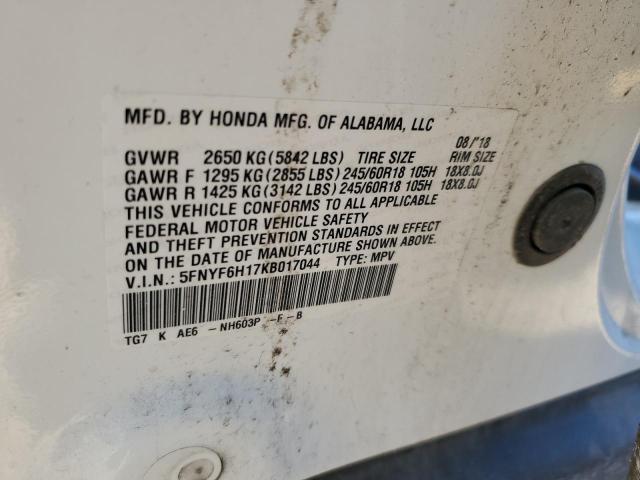 MFD. BY HONDA MFG. OF ALABAMA, LLC
08/'18
GVWR 2650 KG (5842 LBS) TIRE SIZE RIM SIZE
GAWR F 1295 KG (2855 LBS) 245/60R18 105H 18X8.0J
GAWR R 1425 KG (3142 LBS) 245/60R18 105H 18X8.0J
THIS VEHICLE CONFORMS TO ALL APPLICABLE
FEDERAL MOTOR VEHICLE SAFETY
AND THEFT PREVENTION STANDARDS IN EFFECT
ON THE DATE OF MANUFACTURE SHOWN ABOVE.
V.I.N.: 5FNYF6H17KB017044 TYPE: MPV
TG7 K AE6 -NH603P -F -B